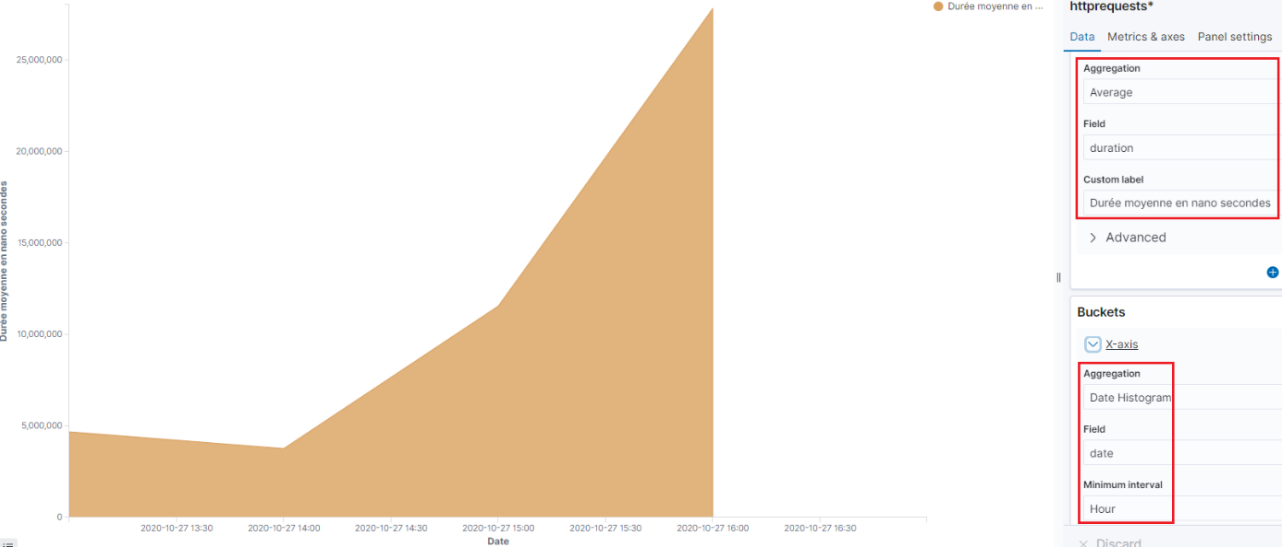 Durée moyenne en ...
25,000,000
20,000,000
15,000,000
10,000,000
5,000,000
0
Durée moyenne en nano secondes
2020-10-27 13:30
2020-10-27 14:00
2020-10-27 14:30
2020-10-27 15:00
2020-10-27 15:30
2020-10-27 16:00
2020-10-27 16:30
Date
httprequests*
Data Metrics & axes Panel settings
Aggregation
Average
Field
duration
Custom label
Durée moyenne en nano secondes
Advanced
Buckets
X-axis
Aggregation
Date Histogram
Field
date
Minimum interval
Hour
Discard